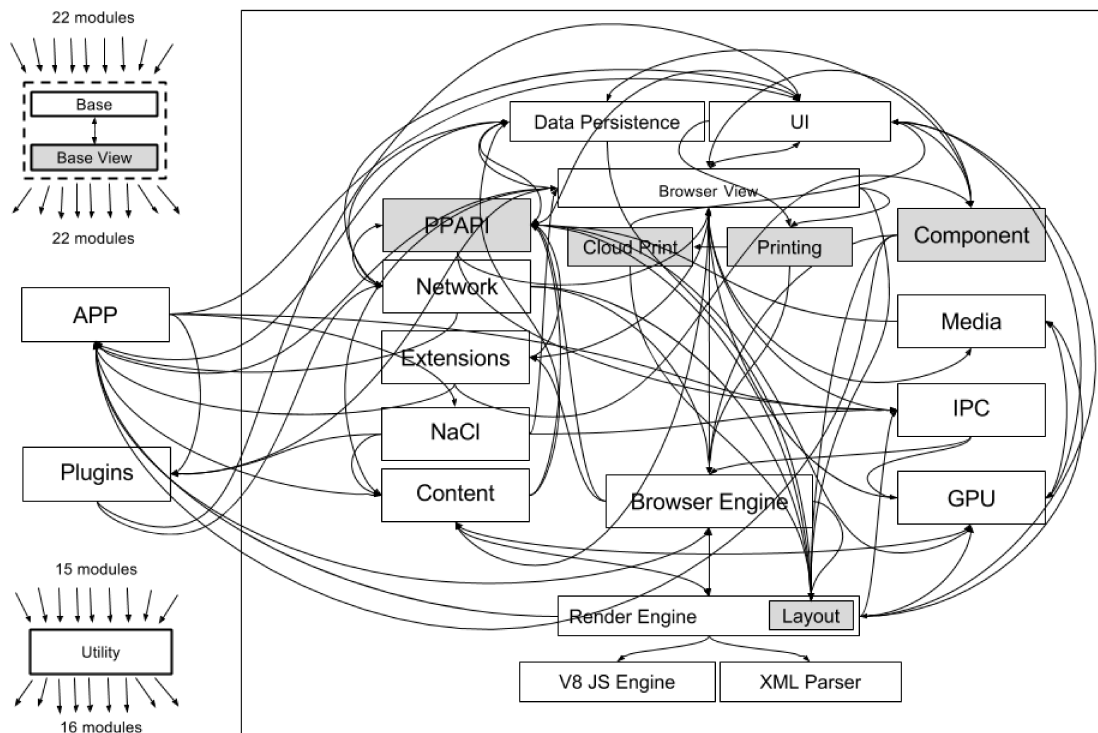 22 modules
Base
Base View
22 modules
Data Persistence
UI
Browser View
PPAPI
Cloud Print
Printing
Component
Network
APP
Media
Extensions
IPC
NaCl
Plugins
Content
Browser Engine
GPU
15 modules
Render Engine
Layout
Utility
V8 JS Engine
XML Parser
16 modules